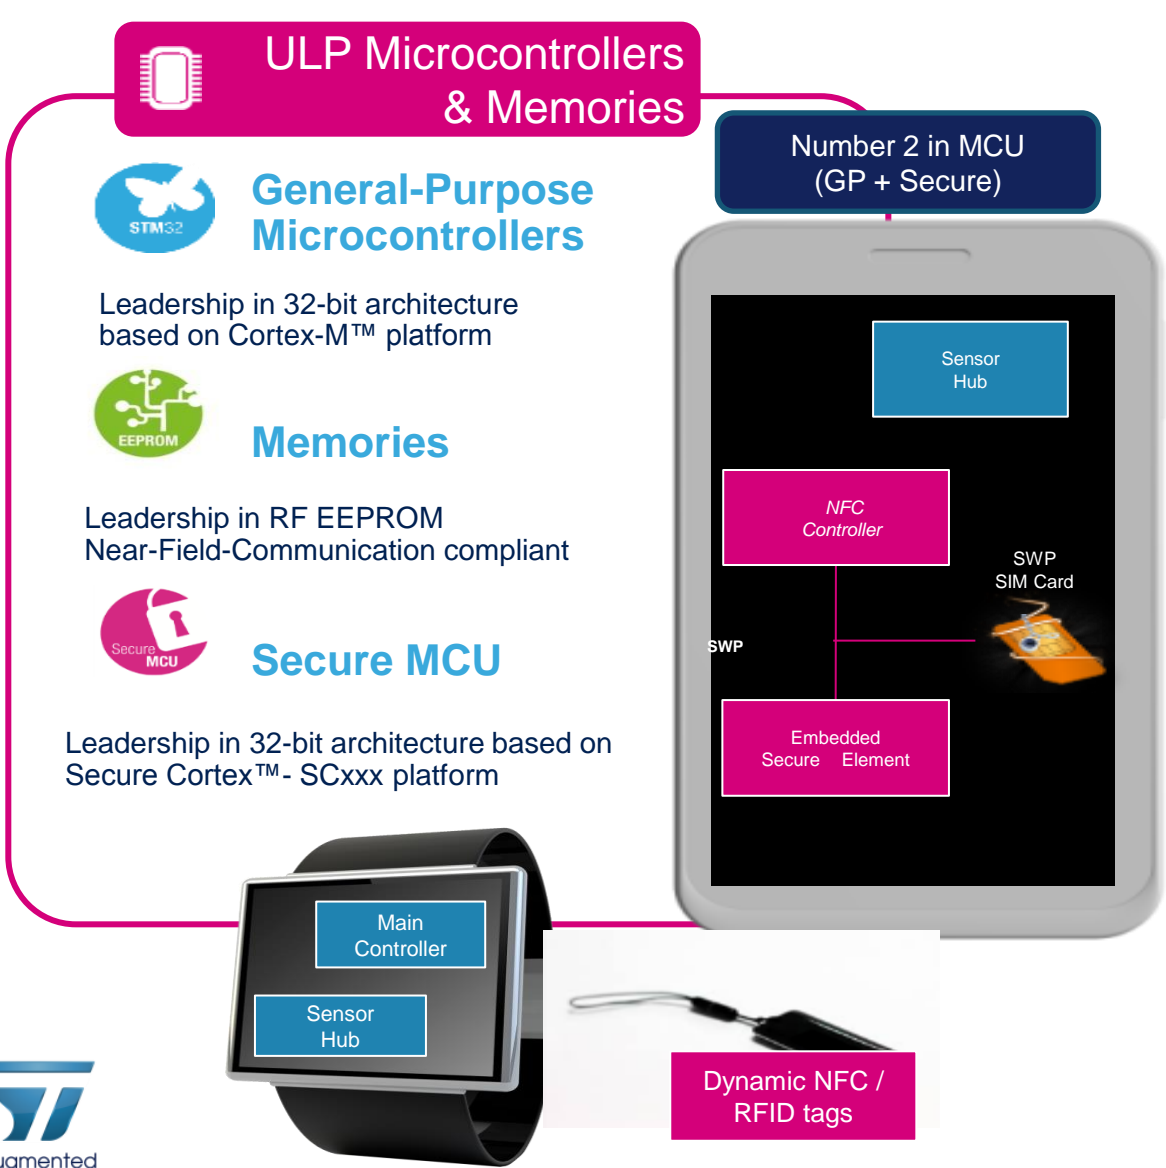 ULP Microcontrollers
& Memories
Number 2 in MCU
(GP + Secure)
STM32
General-Purpose
Microcontrollers
Leadership in 32-bit architecture
based on Cortex-M™ platform
EEPROM
Memories
Leadership in RF EEPROM
Near-Field-Communication compliant
Secure
MCU
Secure MCU
Leadership in 32-bit architecture based on
Secure Cortex™- SCxxx platform
Sensor
Hub
NFC
Controller
SWP
SIM Card
SWP
Embedded
Secure Element
Main
Controller
Sensor
Hub
Dynamic NFC /
RFID tags
ST